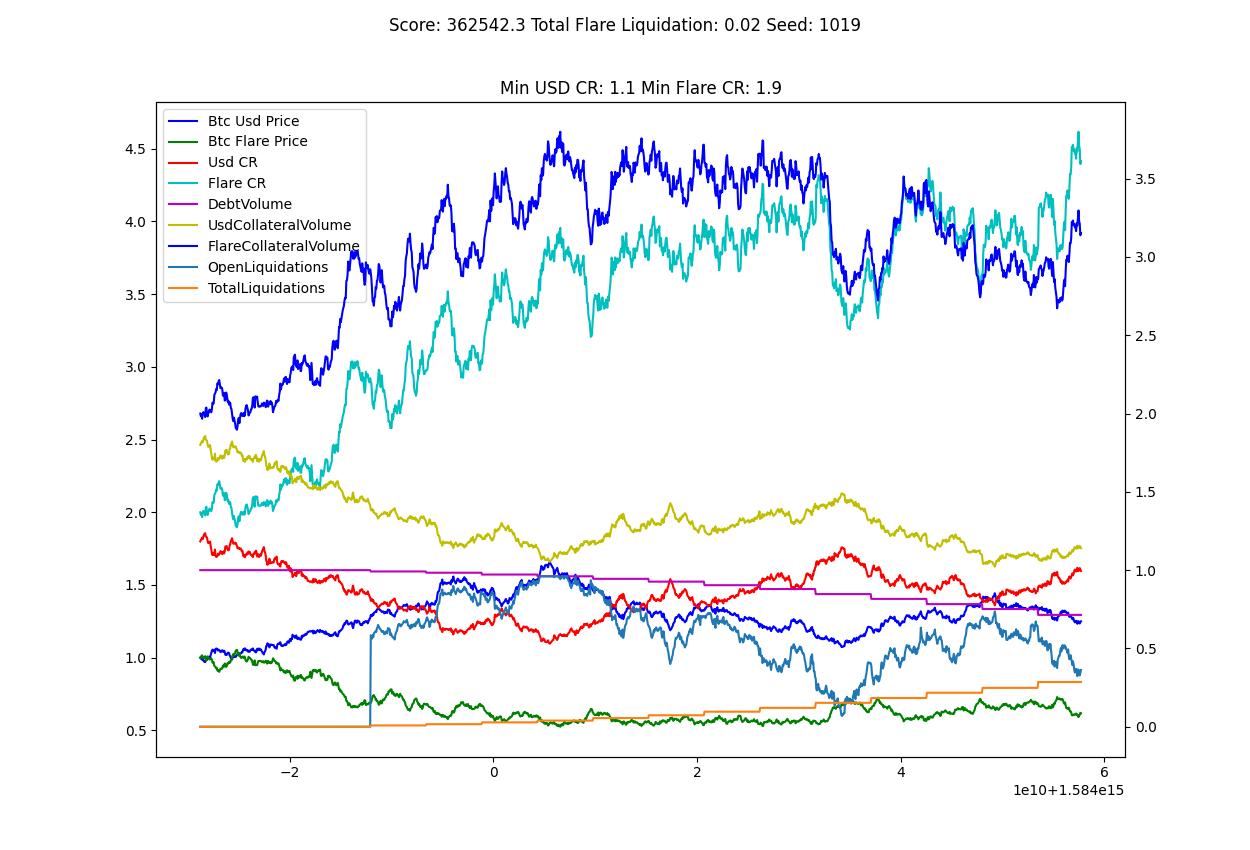 Score: 362542.3 Total Flare Liquidation: 0.02 Seed: 1019
Min USD CR: 1.1 Min Flare CR: 1.9
Btc Usd Price
Btc Flare Price
Usd CR
Flare CR
DebtVolume
UsdCollateralVolume
FlareCollateralVolume
OpenLiquidations
TotalLiquidations
4.5
4.0
3.5
3.0
2.5
2.0
1.5
1.0
0.5
3.5
3.0
2.5
2.0
1.5
1.0
0.5
0.0
−2 0 2 4 6
1e10+1.584e15